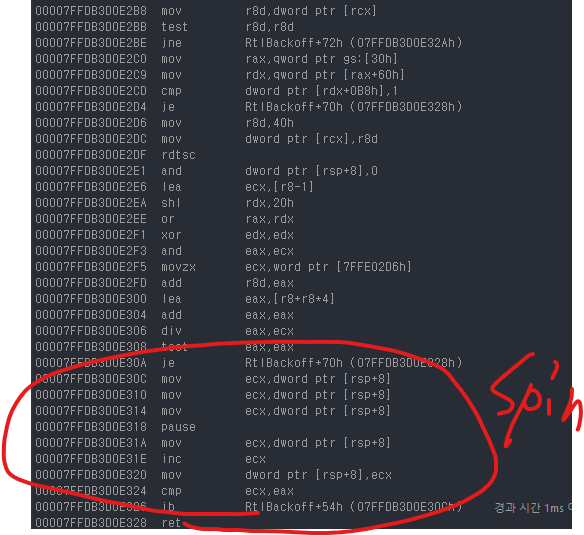 00007FFDB3D0E2B8 mov r8d,dword ptr [rcx]
00007FFDB3D0E2BB test r8d,r8d
00007FFDB3D0E2BE jne RtlBackoff+72h (07FFDB3D0E32Ah)
00007FFDB3D0E2C0 mov rax,qword ptr gs:[30h]
00007FFDB3D0E2C9 mov rdx,qword ptr [rax+60h]
00007FFDB3D0E2CD cmp dword ptr [rdx+0B8h],1
00007FFDB3D0E2D4 je RtlBackoff+70h (07FFDB3D0E328h)
00007FFDB3D0E2D6 mov r8d,40h
00007FFDB3D0E2DC mov dword ptr [rcx],r8d
00007FFDB3D0E2DF rdtsc
00007FFDB3D0E2E1 and dword ptr [rsp+8],0
00007FFDB3D0E2E6 lea ecx,[r8-1]
00007FFDB3D0E2EA shl rdx,20h
00007FFDB3D0E2EE or rax,rdx
00007FFDB3D0E2F1 xor edx,edx
00007FFDB3D0E2F3 and eax,ecx
00007FFDB3D0E2F5 movzx ecx,word ptr [7FFE02D6h]
00007FFDB3D0E2FD add r8d,eax
00007FFDB3D0E300 lea eax,[r8+r8*4]
00007FFDB3D0E304 add eax,eax
00007FFDB3D0E306 div eax,ecx
00007FFDB3D0E308 test eax,eax
00007FFDB3D0E30A je RtlBackoff+70h (07FFDB3D0E328h)
00007FFDB3D0E30C mov ecx,dword ptr [rsp+8]
00007FFDB3D0E310 mov ecx,dword ptr [rsp+8]
00007FFDB3D0E314 mov ecx,dword ptr [rsp+8]
00007FFDB3D0E318 pause
00007FFDB3D0E31A mov ecx,dword ptr [rsp+8]
00007FFDB3D0E31E inc ecx
00007FFDB3D0E320 mov dword ptr [rsp+8],ecx
00007FFDB3D0E324 cmp ecx,eax
00007FFDB3D0E326 jb RtlBackoff+54h (07FFDB3D0E30Ch) 경과 시간 1ms
00007FFDB3D0E328 ret
Spin